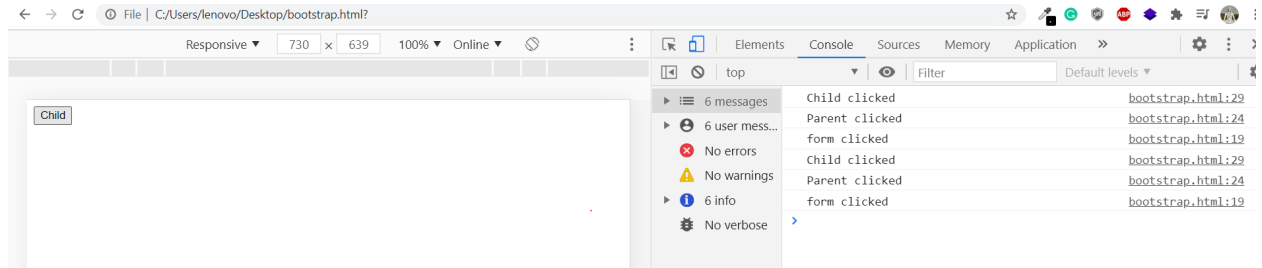 File | C:/Users/lenovo/Desktop/bootstrap.html?
ABP
Responsive ▼ 730 × 639 100% ▼ Online ▼
Elements Console Sources Memory Application »
top ▼ Filter Default levels ▼
Child
6 messages
6 user mess...
No errors
No warnings
6 info
No verbose
Child clicked bootstrap.html:29
Parent clicked bootstrap.html:24
form clicked bootstrap.html:19
Child clicked bootstrap.html:29
Parent clicked bootstrap.html:24
form clicked bootstrap.html:19